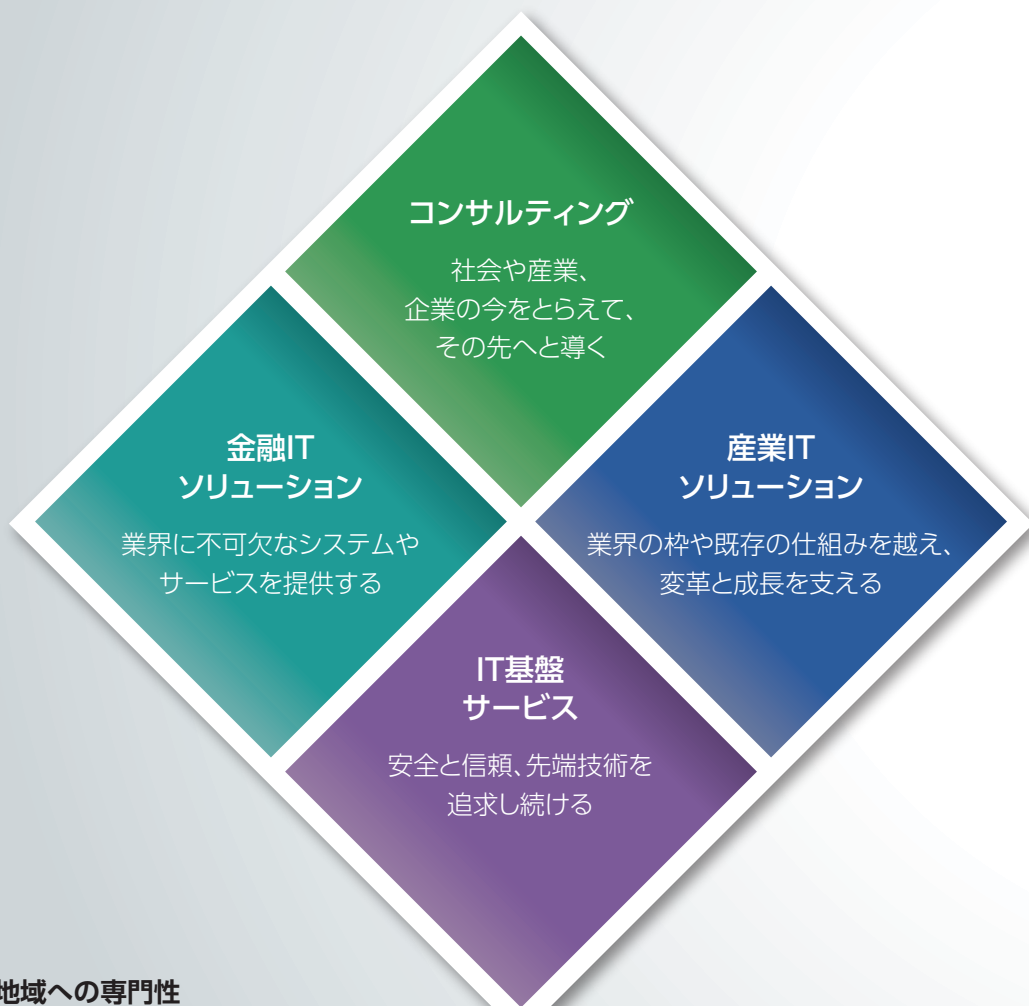 コンサルティング
社会や産業、
企業の今をとらえて、
その先へと導く
金融IT
ソリューション
業界に不可欠なシステムや
サービスを提供する
産業IT
ソリューション
業界の枠や既存の仕組みを越え、
変革と成長を支える
IT基盤
サービス
安全と信頼、先端技術を
追求し続ける
地域への専門性